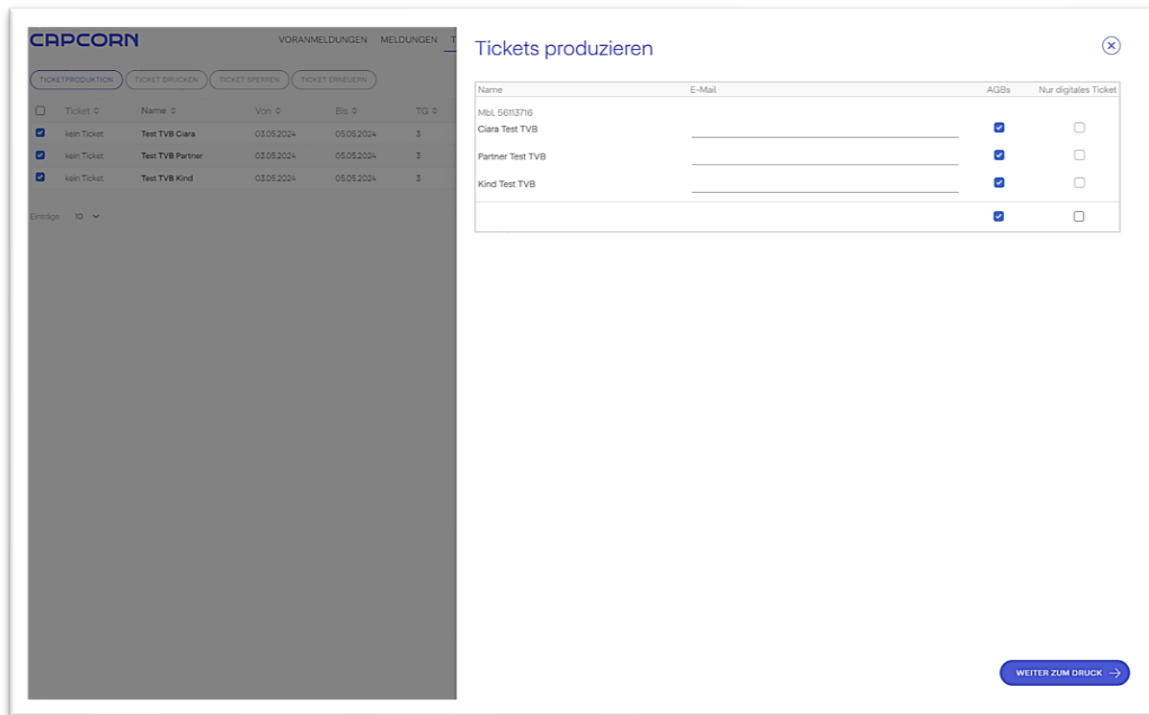 CAPCORN
VORANMELDUNGEN MELDUNGEN T
TICKETPRODUKTION TICKET DRUCKEN TICKET SPERREN TICKET ERNEUERN
Ticket Name Von Bis TG
kein Ticket Test TVB Ciara 03.05.2024 05.05.2024 3
kein Ticket Test TVB Partner 03.05.2024 05.05.2024 3
kein Ticket Test TVB Kind 03.05.2024 05.05.2024 3
Einträge 10
Tickets produzieren
Name E-Mail AGBs Nur digitales Ticket
Mbl. 56113716
Ciara Test TVB
Partner Test TVB
Kind Test TVB
WEITER ZUM DRUCK